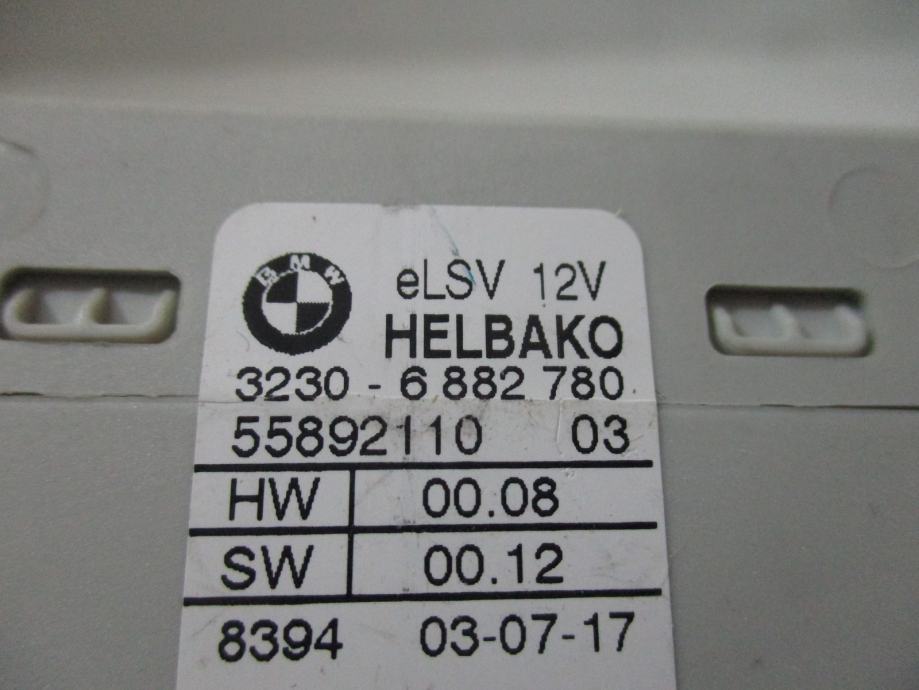 BMW
eLSV 12V
HELBAKO
3230 - 6 882 780
55892110 03
HW 00.08
SW 00.12
8394 03-07-17